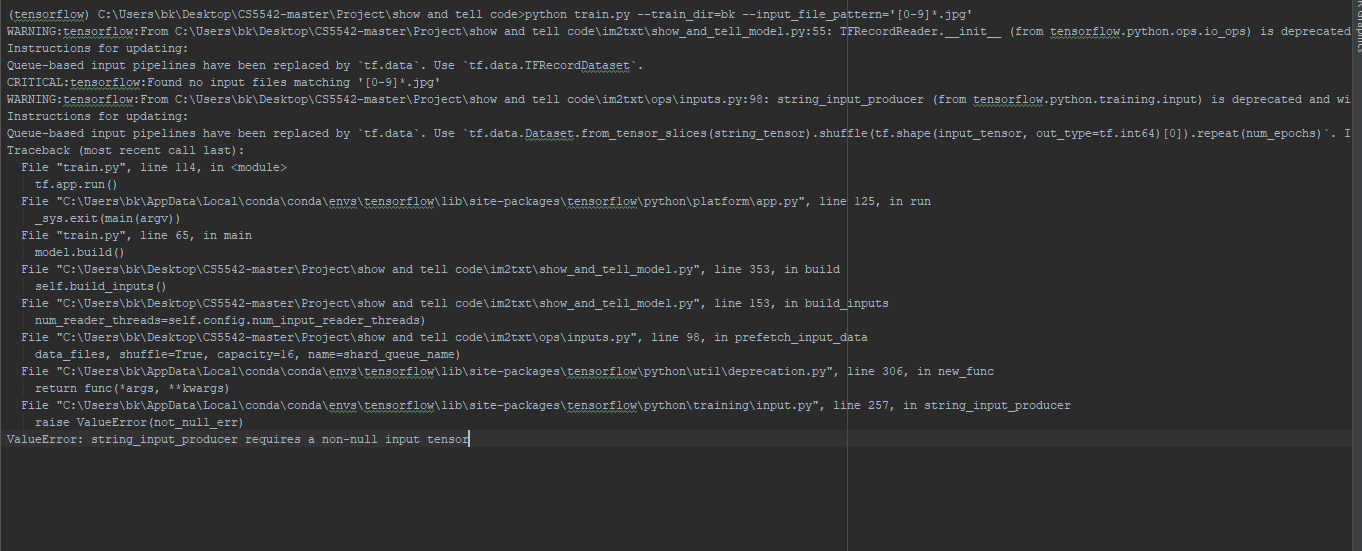 (tensorflow) C:\Users\bk\Desktop\CS5542-master\Project\show and tell code>python train.py --train_dir=bk --input_file_pattern='[0-9]*.jpg'
WARNING:tensorflow:From C:\Users\bk\Desktop\CS5542-master\Project\show and tell code\im2txt\show_and_tell_model.py:55: TFRecordReader.__init__ (from tensorflow.python.ops.io_ops) is deprecated
Instructions for updating:
Queue-based input pipelines have been replaced by `tf.data`. Use `tf.data.TFRecordDataset`.
CRITICAL:tensorflow:Found no input files matching '[0-9]*.jpg'
WARNING:tensorflow:From C:\Users\bk\Desktop\CS5542-master\Project\show and tell code\im2txt\ops\inputs.py:98: string_input_producer (from tensorflow.python.training.input) is deprecated and wi
Instructions for updating:
Queue-based input pipelines have been replaced by `tf.data`. Use `tf.data.Dataset.from_tensor_slices(string_tensor).shuffle(tf.shape(input_tensor, out_type=tf.int64)[0]).repeat(num_epochs)`. I
Traceback (most recent call last):
  File "train.py", line 114, in <module>
    tf.app.run()
  File "C:\Users\bk\AppData\Local\conda\conda\envs\tensorflow\lib\site-packages\tensorflow\python\platform\app.py", line 125, in run
    _sys.exit(main(argv))
  File "train.py", line 65, in main
    model.build()
  File "C:\Users\bk\Desktop\CS5542-master\Project\show and tell code\im2txt\show_and_tell_model.py", line 353, in build
    self.build_inputs()
  File "C:\Users\bk\Desktop\CS5542-master\Project\show and tell code\im2txt\show_and_tell_model.py", line 153, in build_inputs
    num_reader_threads=self.config.num_input_reader_threads)
  File "C:\Users\bk\Desktop\CS5542-master\Project\show and tell code\im2txt\ops\inputs.py", line 98, in prefetch_input_data
    data_files, shuffle=True, capacity=16, name=shard_queue_name)
  File "C:\Users\bk\AppData\Local\conda\conda\envs\tensorflow\lib\site-packages\tensorflow\python\util\deprecation.py", line 306, in new_func
    return func(*args, **kwargs)
  File "C:\Users\bk\AppData\Local\conda\conda\envs\tensorflow\lib\site-packages\tensorflow\python\training\input.py", line 257, in string_input_producer
    raise ValueError(not_null_err)
ValueError: string_input_producer requires a non-null input tensor